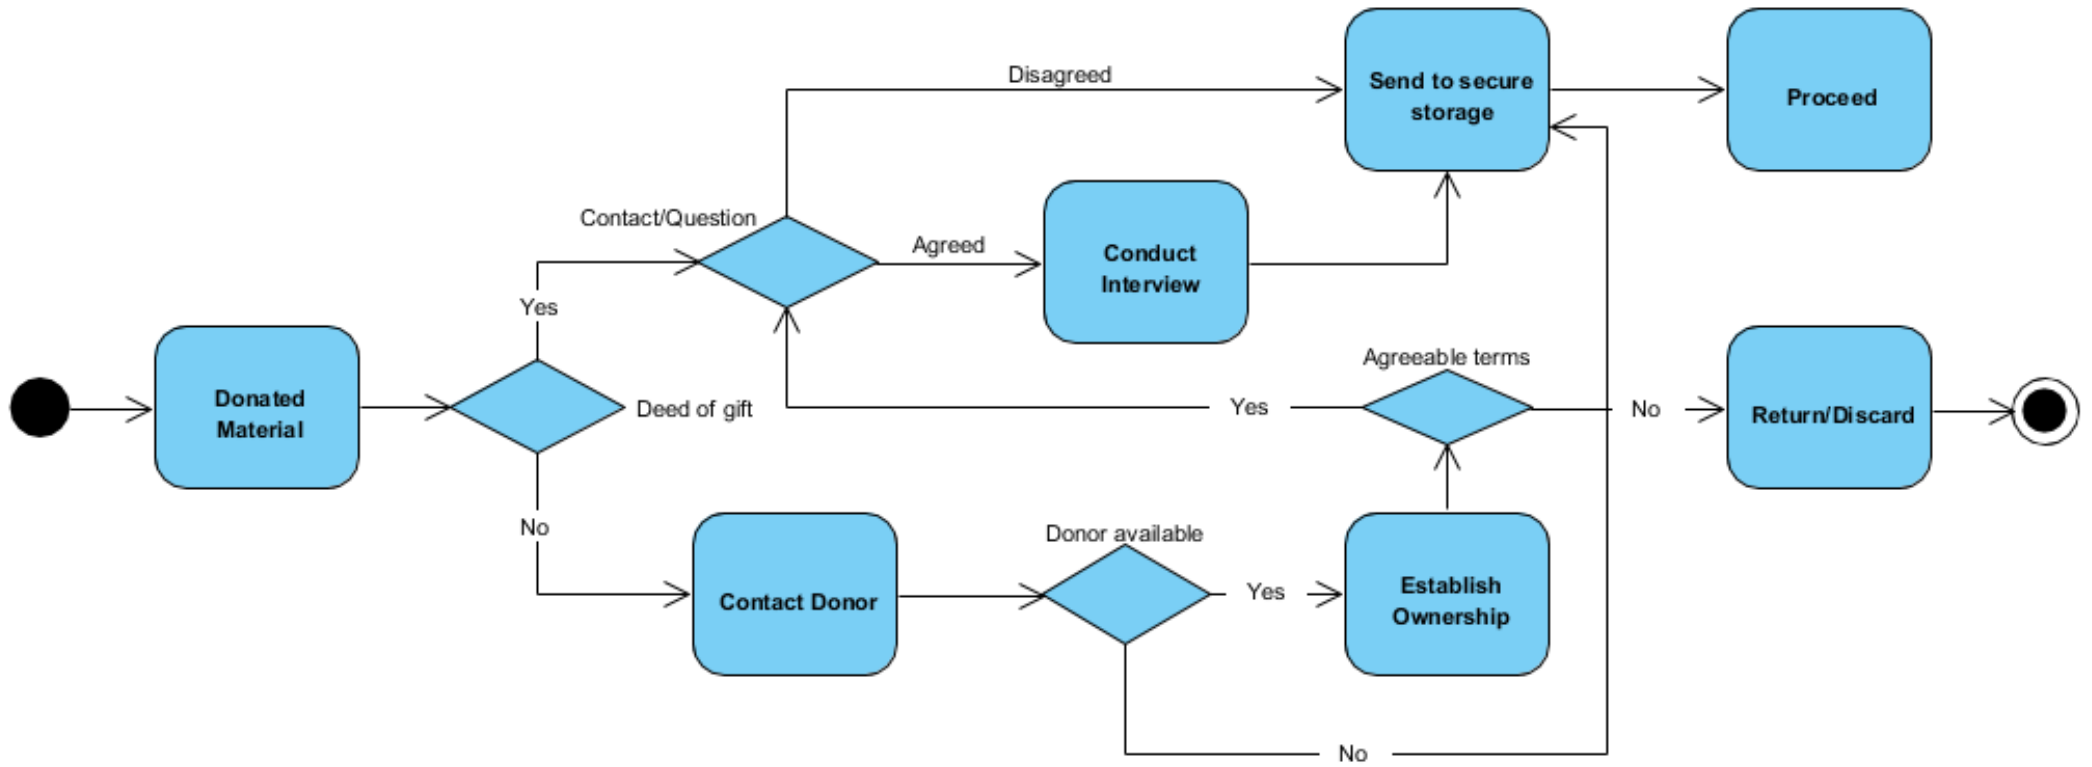 Disagreed
Send to secure
storage
Proceed
Contact/Question
Agreed
Conduct
Interview
Yes
Donated
Material
Deed of gift
Agreeable terms
Yes
No
Return/Discard
No
Contact Donor
Donor available
Yes
Establish
Ownership
No